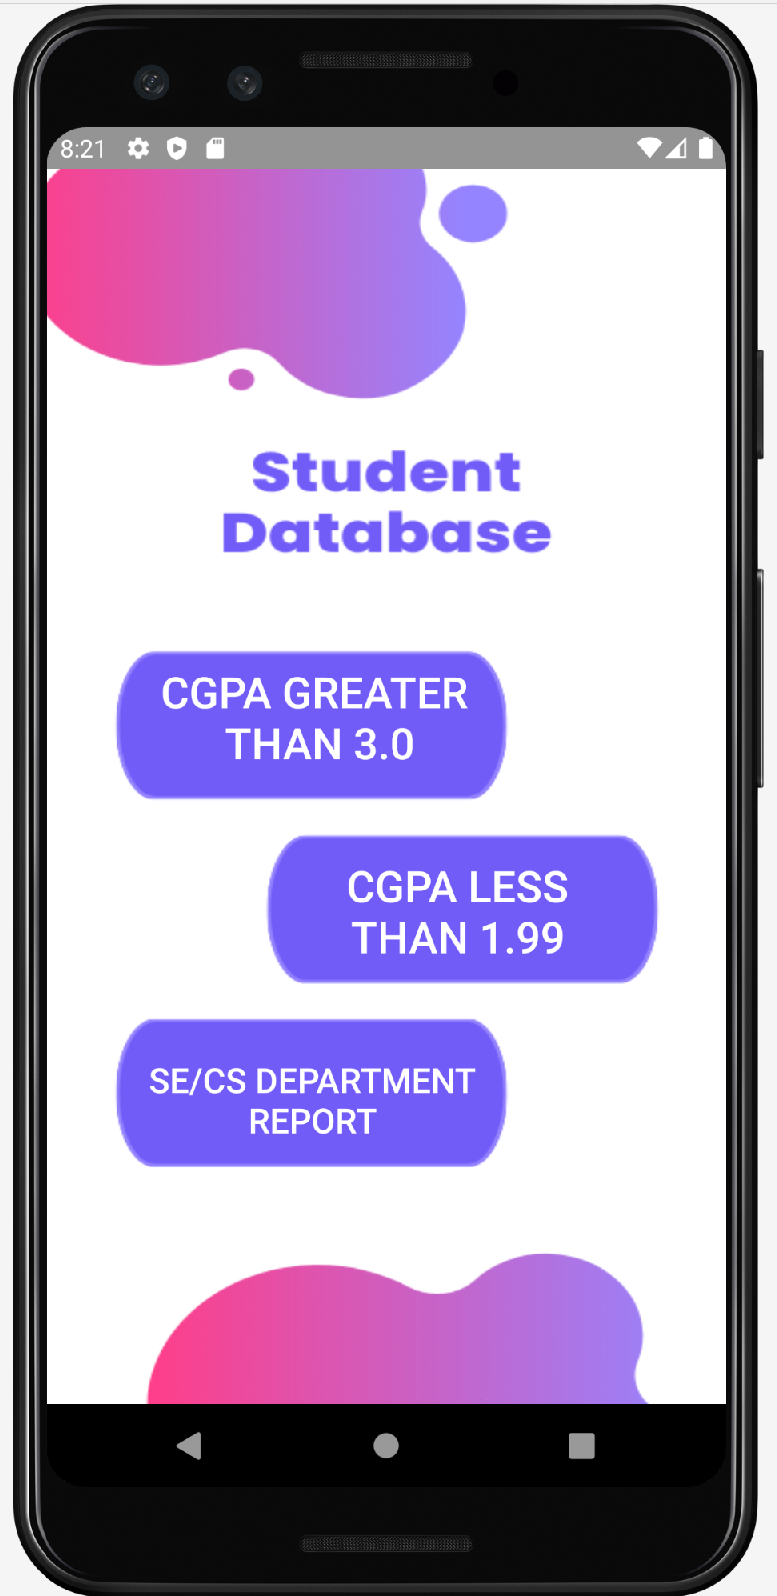 8:21
Student
Database
CGPA GREATER
THAN 3.0
CGPA LESS
THAN 1.99
SE/CS DEPARTMENT
REPORT